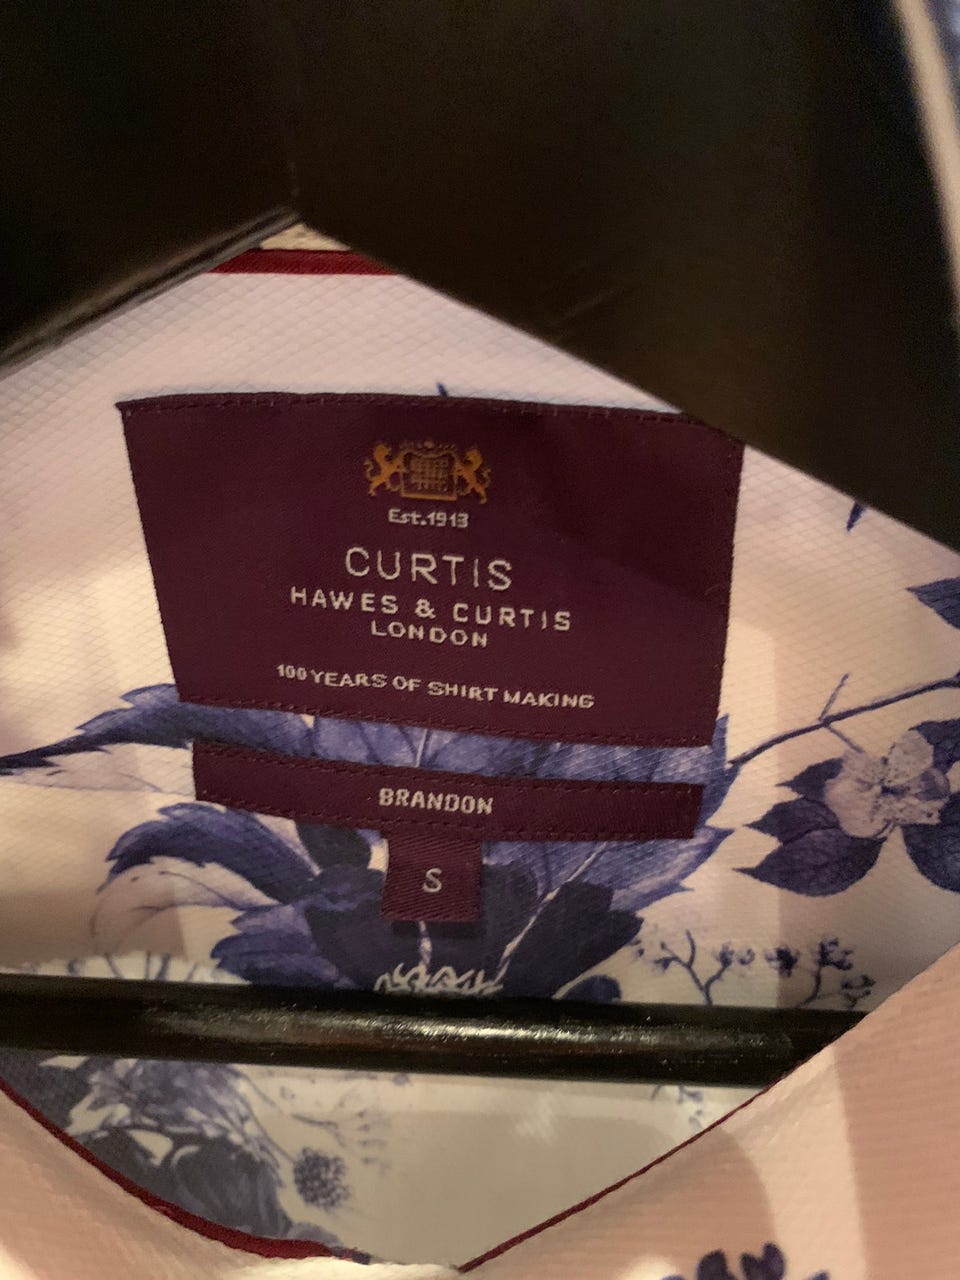 Est.1913
CURTIS
HAWES & CURTIS
LONDON
100 YEARS OF SHIRT MAKING
BRANDON
S